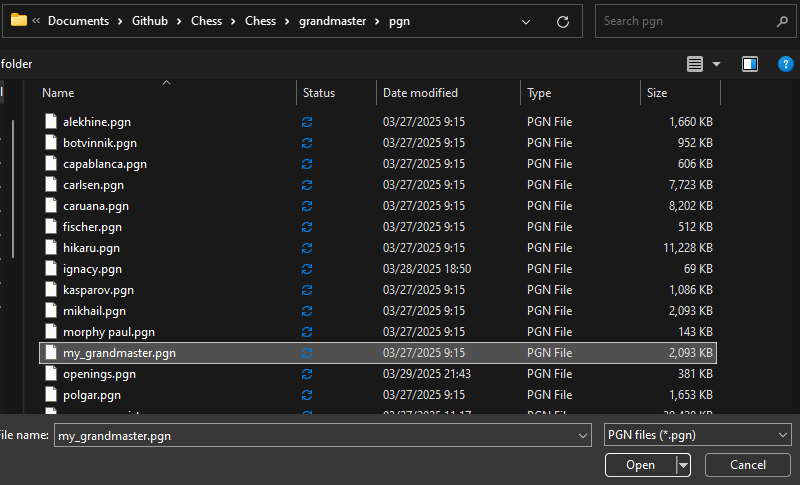 Documents › Github › Chess › Chess › grandmaster › pgn
Search pgn
folder
Name Status Date modified Type Size
alekhine.pgn 03/27/2025 9:15 PGN File 1,660 KB
botvinnik.pgn 03/27/2025 9:15 PGN File 952 KB
capablanca.pgn 03/27/2025 9:15 PGN File 606 KB
carlsen.pgn 03/27/2025 9:15 PGN File 7,723 KB
caruana.pgn 03/27/2025 9:15 PGN File 8,202 KB
fischer.pgn 03/27/2025 9:15 PGN File 512 KB
hikaru.pgn 03/27/2025 9:15 PGN File 11,228 KB
ignacy.pgn 03/28/2025 18:50 PGN File 69 KB
kasparov.pgn 03/27/2025 9:15 PGN File 1,086 KB
mikhail.pgn 03/27/2025 9:15 PGN File 2,093 KB
morphy paul.pgn 03/27/2025 9:15 PGN File 143 KB
my_grandmaster.pgn 03/27/2025 9:15 PGN File 2,093 KB
openings.pgn 03/29/2025 21:43 PGN File 381 KB
polgar.pgn 03/27/2025 9:15 PGN File 1,653 KB
File name: my_grandmaster.pgn PGN files (*.pgn)
Open Cancel